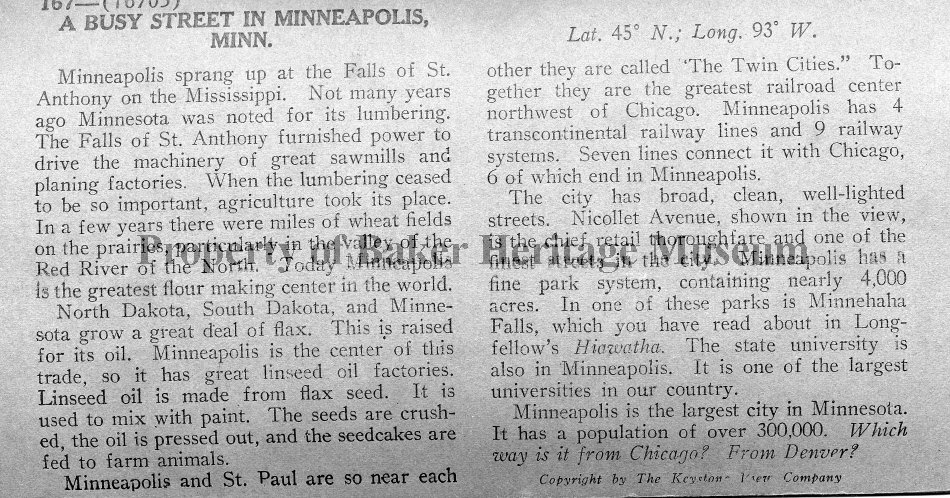 167—(16705)
A BUSY STREET IN MINNEAPOLIS,
MINN.
Minneapolis sprang up at the Falls of St.
Anthony on the Mississippi. Not many years
ago Minnesota was noted for its lumbering.
The Falls of St. Anthony furnished power to
drive the machinery of great sawmills and
planing factories. When the lumbering ceased
to be so important, agriculture took its place.
In a few years there were miles of wheat fields
on the prairies, particularly in the valley of the
Red River of the North. Today Minneapolis
is the greatest flour making center in the world.
North Dakota, South Dakota, and Minne-
sota grow a great deal of flax. This is raised
for its oil. Minneapolis is the center of this
trade, so it has great linseed oil factories.
Linseed oil is made from flax seed. It is
used to mix with paint. The seeds are crush-
ed, the oil is pressed out, and the seedcakes are
fed to farm animals.
Minneapolis and St. Paul are so near each
Lat. 45° N.; Long. 93° W.
other they are called 'The Twin Cities." To-
gether they are the greatest railroad center
northwest of Chicago. Minneapolis has 4
transcontinental railway lines and 9 railway
systems. Seven lines connect it with Chicago,
6 of which end in Minneapolis.
The city has broad, clean, well-lighted
streets. Nicollet Avenue, shown in the view,
is the chief retail thoroughfare and one of the
finest streets in the city. Minneapolis has a
fine park system, containing nearly 4,000
acres. In one of these parks is Minnehaha
Falls, which you have read about in Long-
fellow's Hiawatha. The state university is
also in Minneapolis. It is one of the largest
universities in our country.
Minneapolis is the largest city in Minnesota.
It has a population of over 300,000. Which
way is it from Chicago? From Denver?
Copyright by The Keystone View Company
Property of Baker Heritage Museum